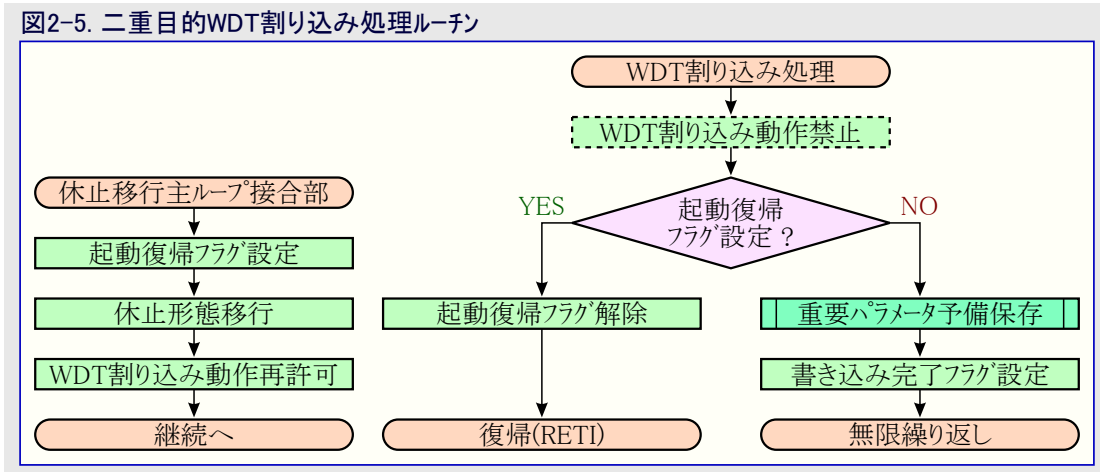 図2-5. 二重目的WDT割り込み処理ルーチン
休止移行主ループ接合部
起動復帰フラグ設定
休止形態移行
WDT割り込み動作再許可
継続へ
WDT割り込み処理
WDT割り込み動作禁止
起動復帰
フラグ設定？
YES
NO
起動復帰フラグ解除
復帰(RETI)
重要パラメータ予備保存
書き込み完了フラグ設定
無限繰り返し